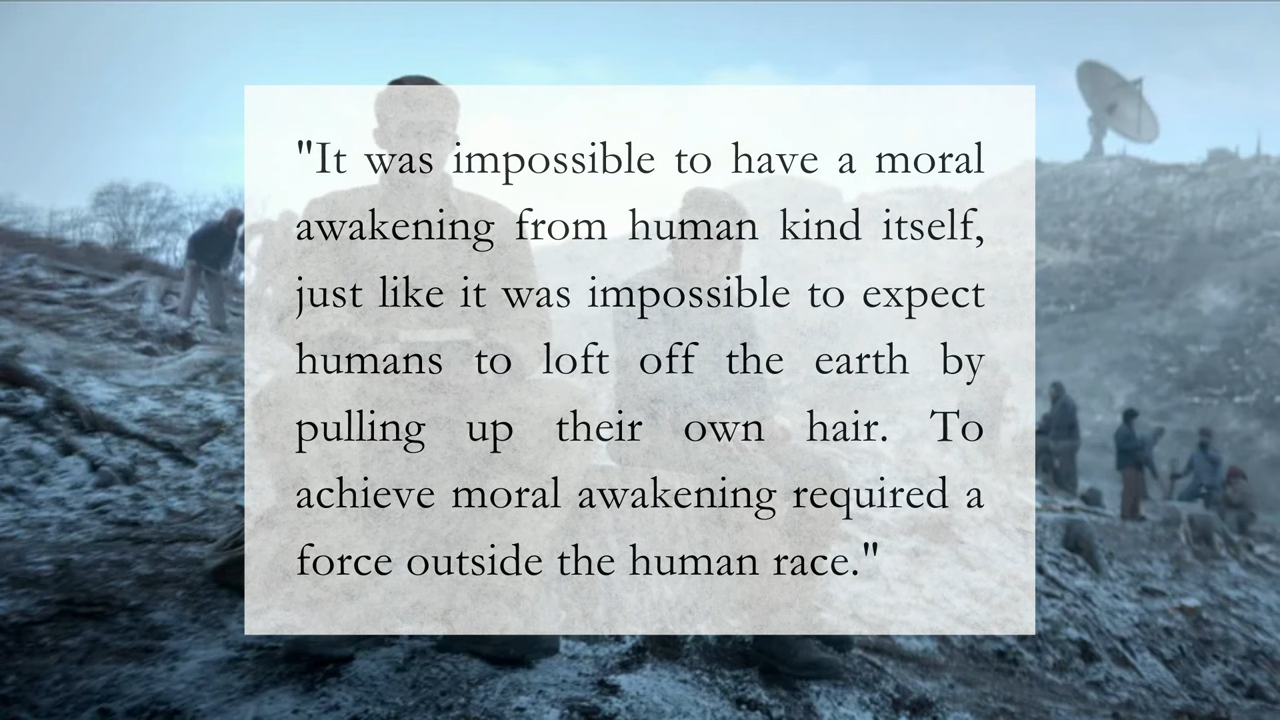 "It was impossible to have a moral
awakening from human kind itself,
just like it was impossible to expect
humans to loft off the earth by
pulling up their own hair. To
achieve moral awakening required a
force outside the human race."